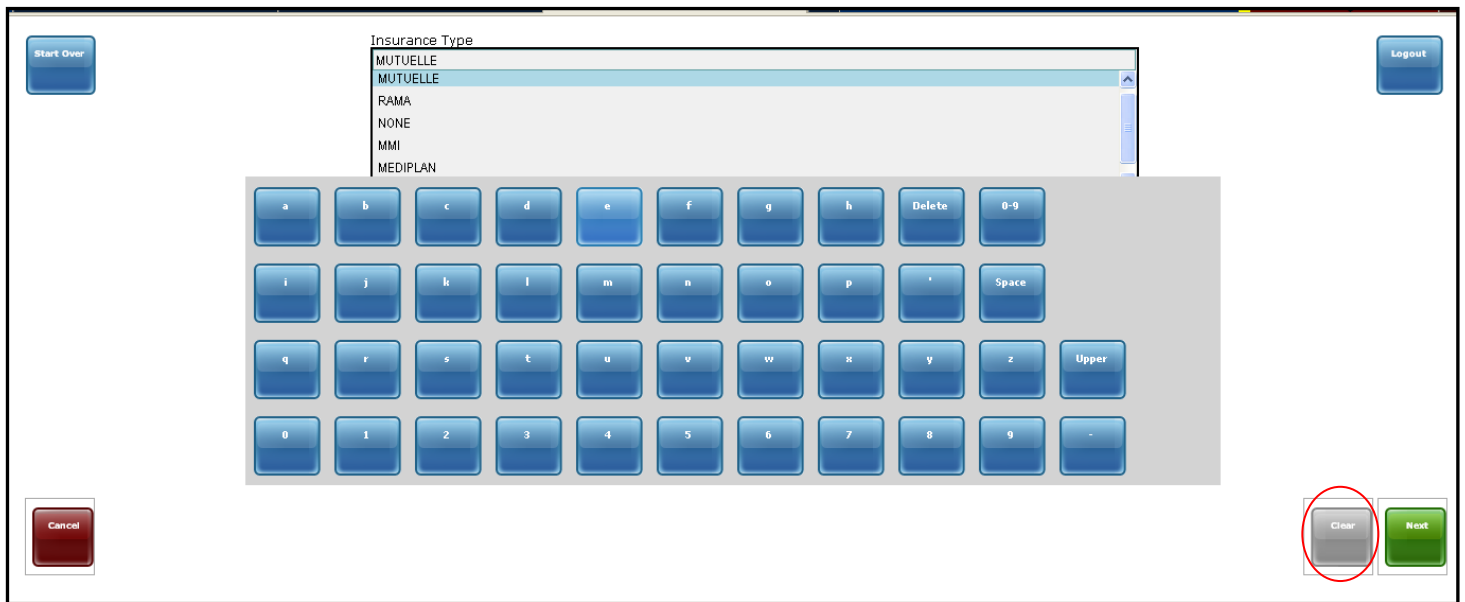 Start Over
Insurance Type
Logout
MUTUELLE
MUTUELLE
RAMA
NONE
MMI
MEDIPLAN
a b c d e f g h Delete 0-9
i j k l m n o p ' Space
q r s t u v w x y z Upper
0 1 2 3 4 5 6 7 8 9 -
Cancel Clear Next